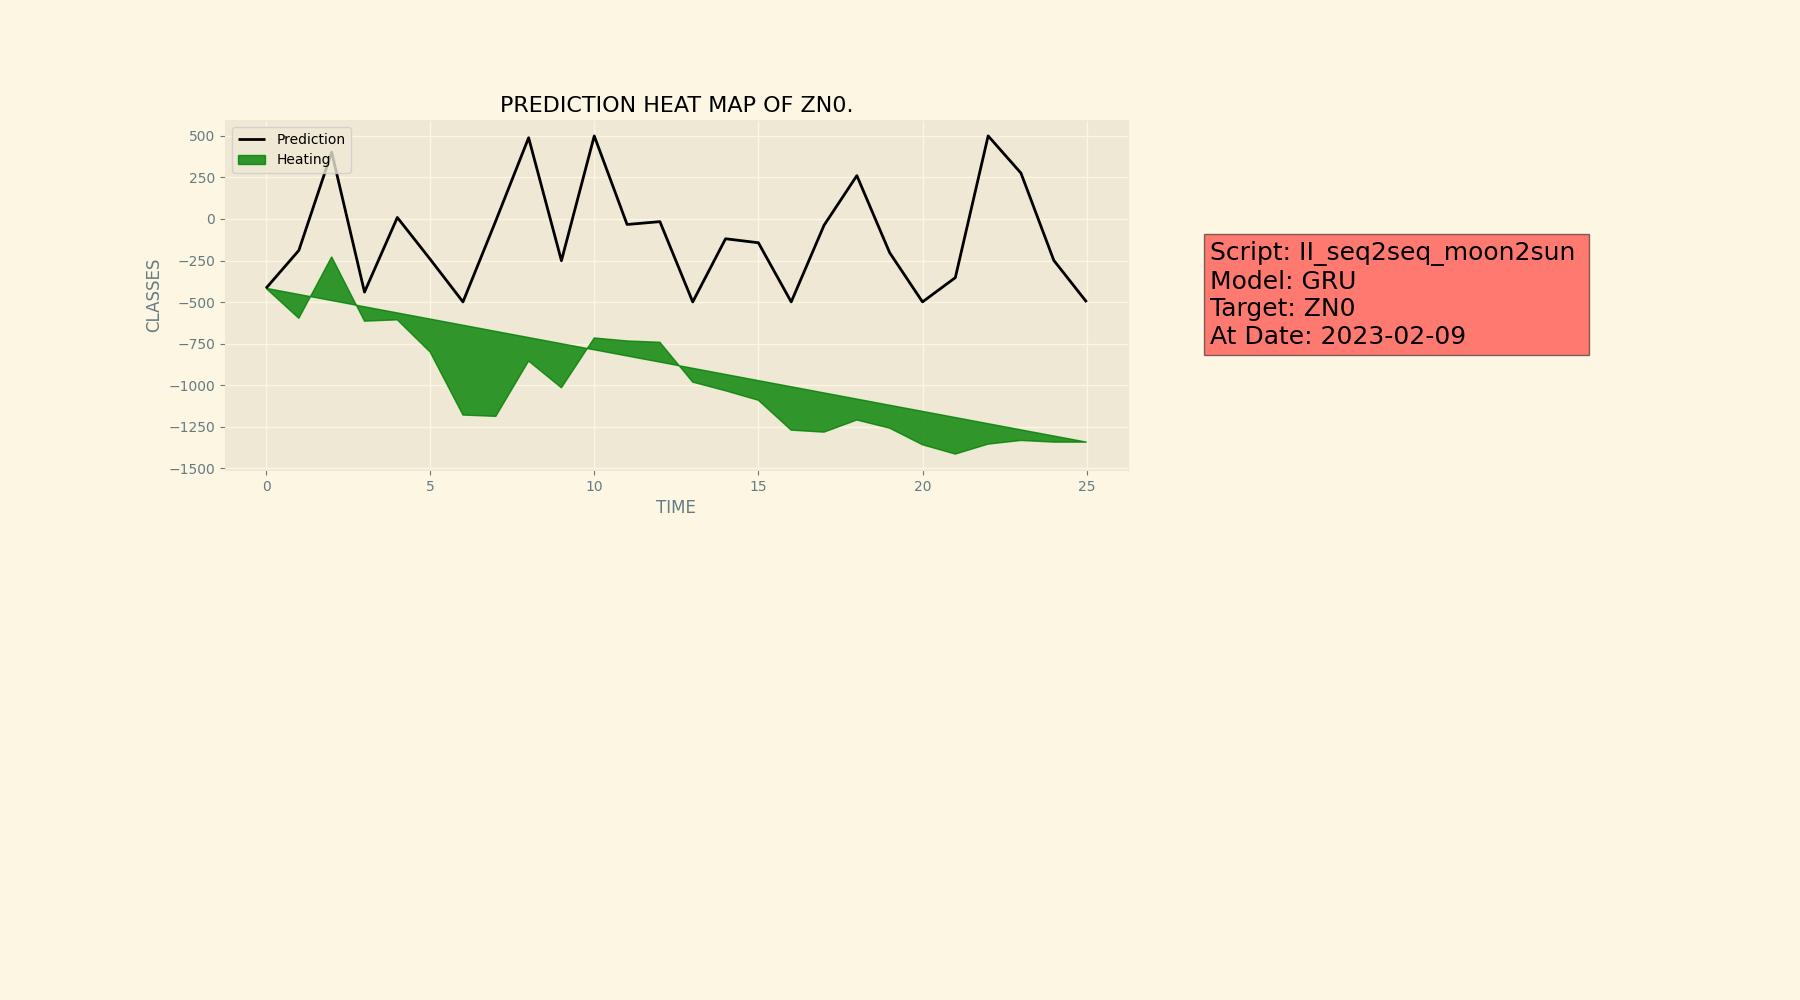 PREDICTION HEAT MAP OF ZN0.
Prediction
Heating
CLASSES
500
250
0
−250
−500
−750
−1000
−1250
−1500
0 5 10 15 20 25
TIME
Script: II_seq2seq_moon2sun
Model: GRU
Target: ZN0
At Date: 2023-02-09